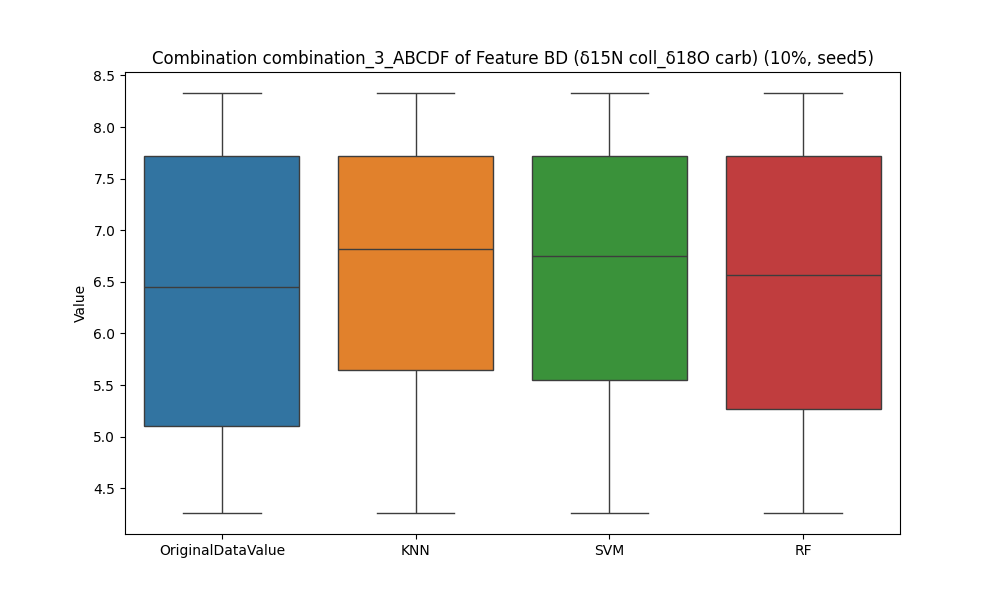 Combination combination_3_ABCDF of Feature BD (δ15N coll_δ18O carb) (10%, seed5)
8.5
8.0
7.5
7.0
6.5
6.0
5.5
5.0
4.5
Value
OriginalDataValue
KNN
SVM
RF